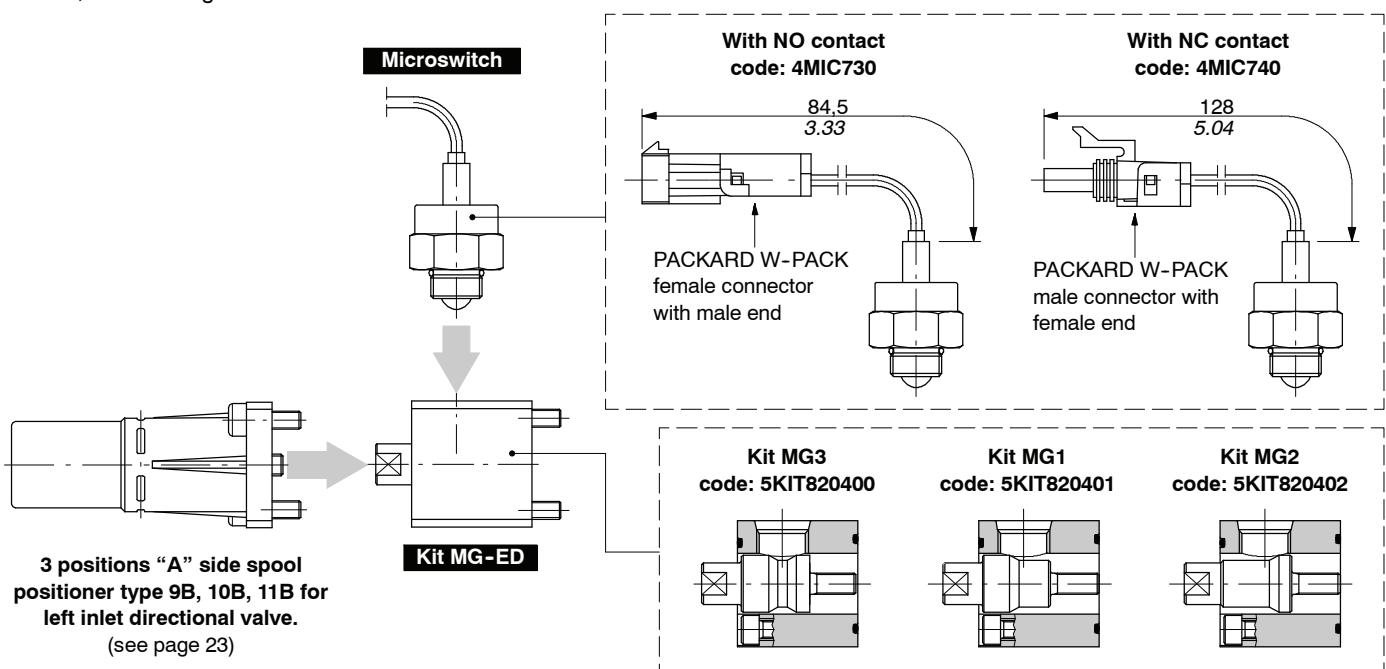 Microswitch
With NO contact
code: 4MIC730
84,5
3.33
PACKARD W-PACK
female connector
with male end
With NC contact
code: 4MIC740
128
5.04
PACKARD W-PACK
male connector with
female end
3 positions “A” side spool
positioner type 9B, 10B, 11B for
left inlet directional valve.
(see page 23)
Kit MG-ED
Kit MG3
code: 5KIT820400
Kit MG1
code: 5KIT820401
Kit MG2
code: 5KIT820402